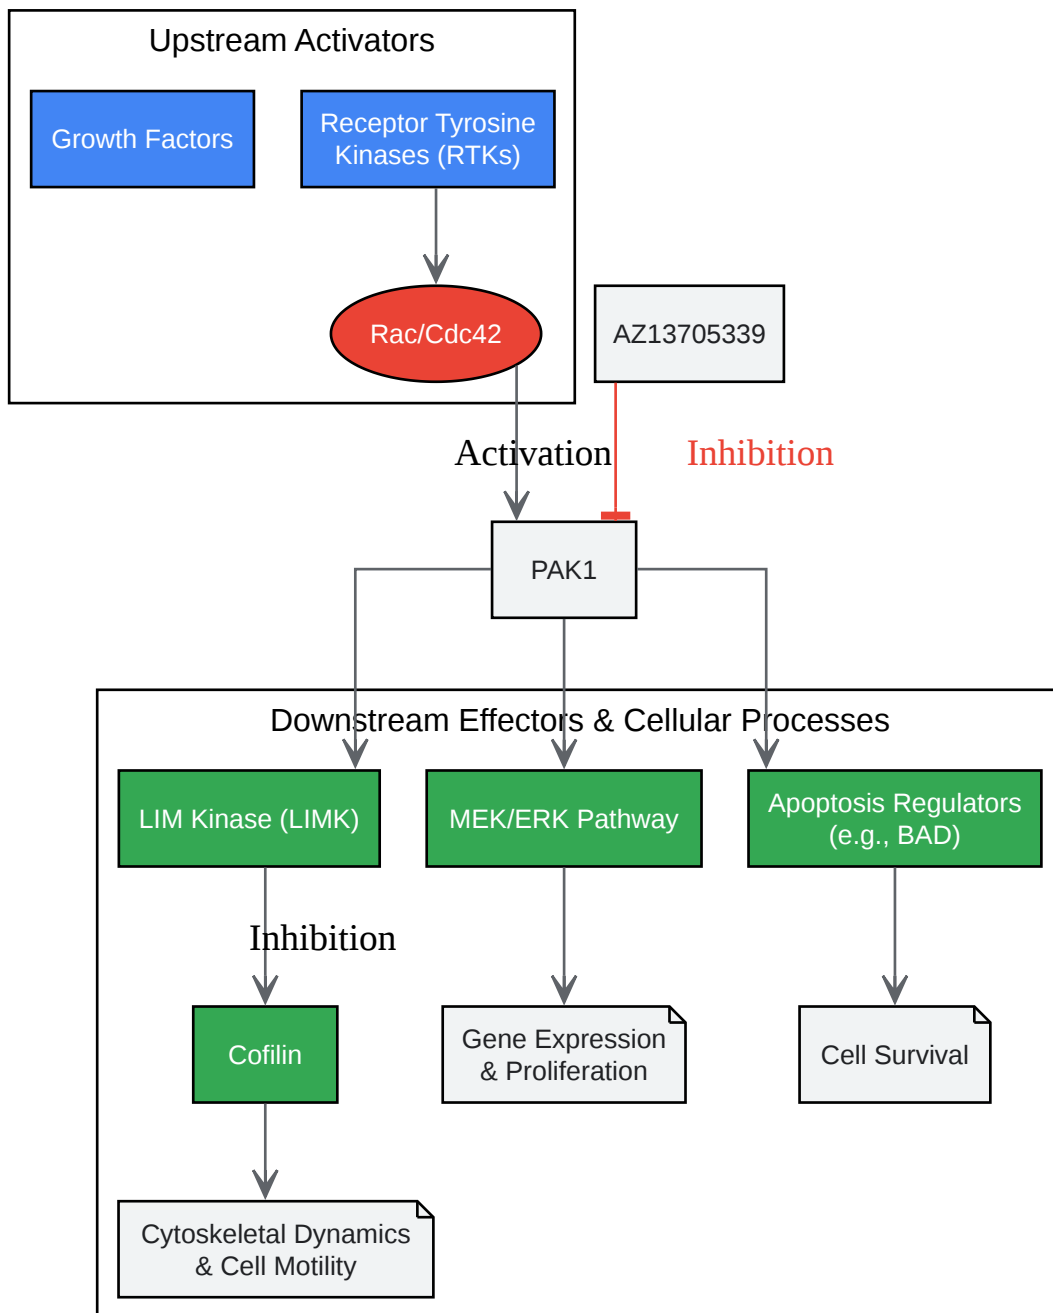 Upstream Activators
Growth Factors
Receptor Tyrosine
Kinases (RTKs)
Rac/Cdc42
AZ13705339
Activation
Inhibition
PAK1
Downstream Effectors & Cellular Processes
LIM Kinase (LIMK)
MEK/ERK Pathway
Apoptosis Regulators
(e.g., BAD)
Inhibition
Cofilin
Gene Expression
& Proliferation
Cell Survival
Cytoskeletal Dynamics
& Cell Motility